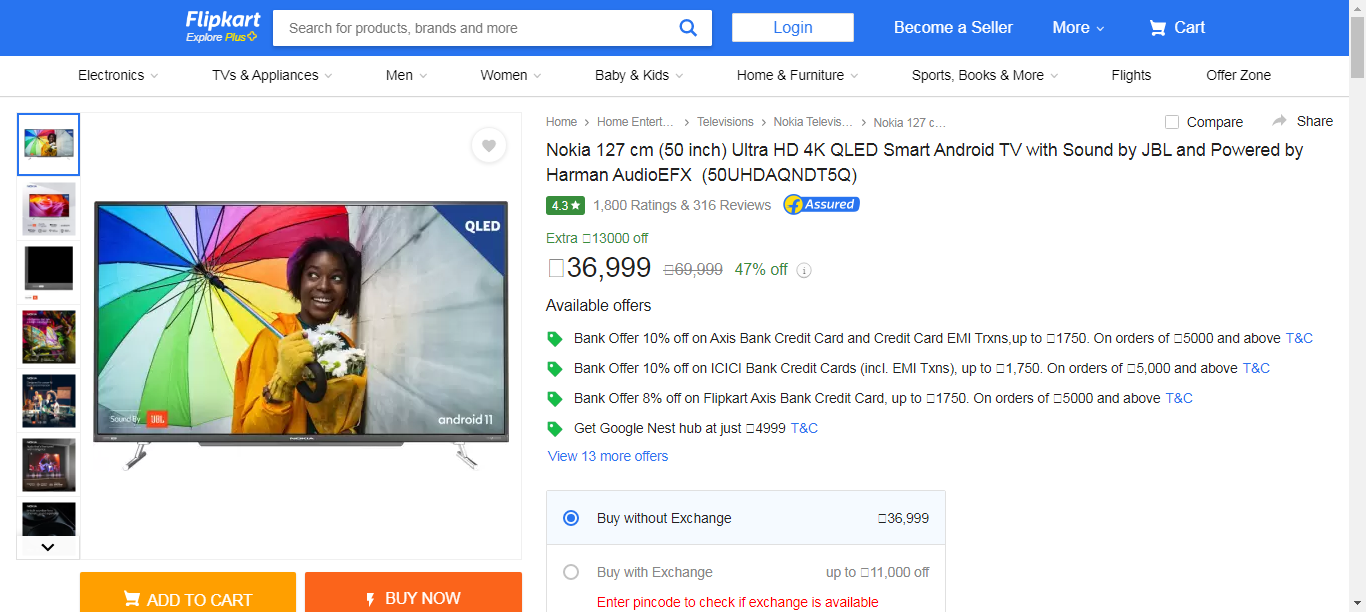 Flipkart
Explore Plus
Search for products, brands and more
Login
Become a Seller
More
Cart
Electronics
TVs & Appliances
Men
Women
Baby & Kids
Home & Furniture
Sports, Books & More
Flights
Offer Zone
Home
Home Entert...
Televisions
Nokia Televis...
Nokia 127 c...
Compare
Share
Nokia 127 cm (50 inch) Ultra HD 4K QLED Smart Android TV with Sound by JBL and Powered by
Harman AudioEFX (50UHDAQNDT5Q)
4.3★ 1,800 Ratings & 316 Reviews
Assured
Extra □13000 off
□36,999 □69,999 47% off
Available offers
Bank Offer 10% off on Axis Bank Credit Card and Credit Card EMI Trxns,up to □1750. On orders of □5000 and above T&C
Bank Offer 10% off on ICICI Bank Credit Cards (incl. EMI Txns), up to □1,750. On orders of □5,000 and above T&C
Bank Offer 8% off on Flipkart Axis Bank Credit Card, up to □1750. On orders of □5000 and above T&C
Get Google Nest hub at just □4999 T&C
View 13 more offers
Buy without Exchange □36,999
Buy with Exchange up to □11,000 off
Enter pincode to check if exchange is available
QLED
Sound By JBL
android 11
NOKIA
ADD TO CART
BUY NOW